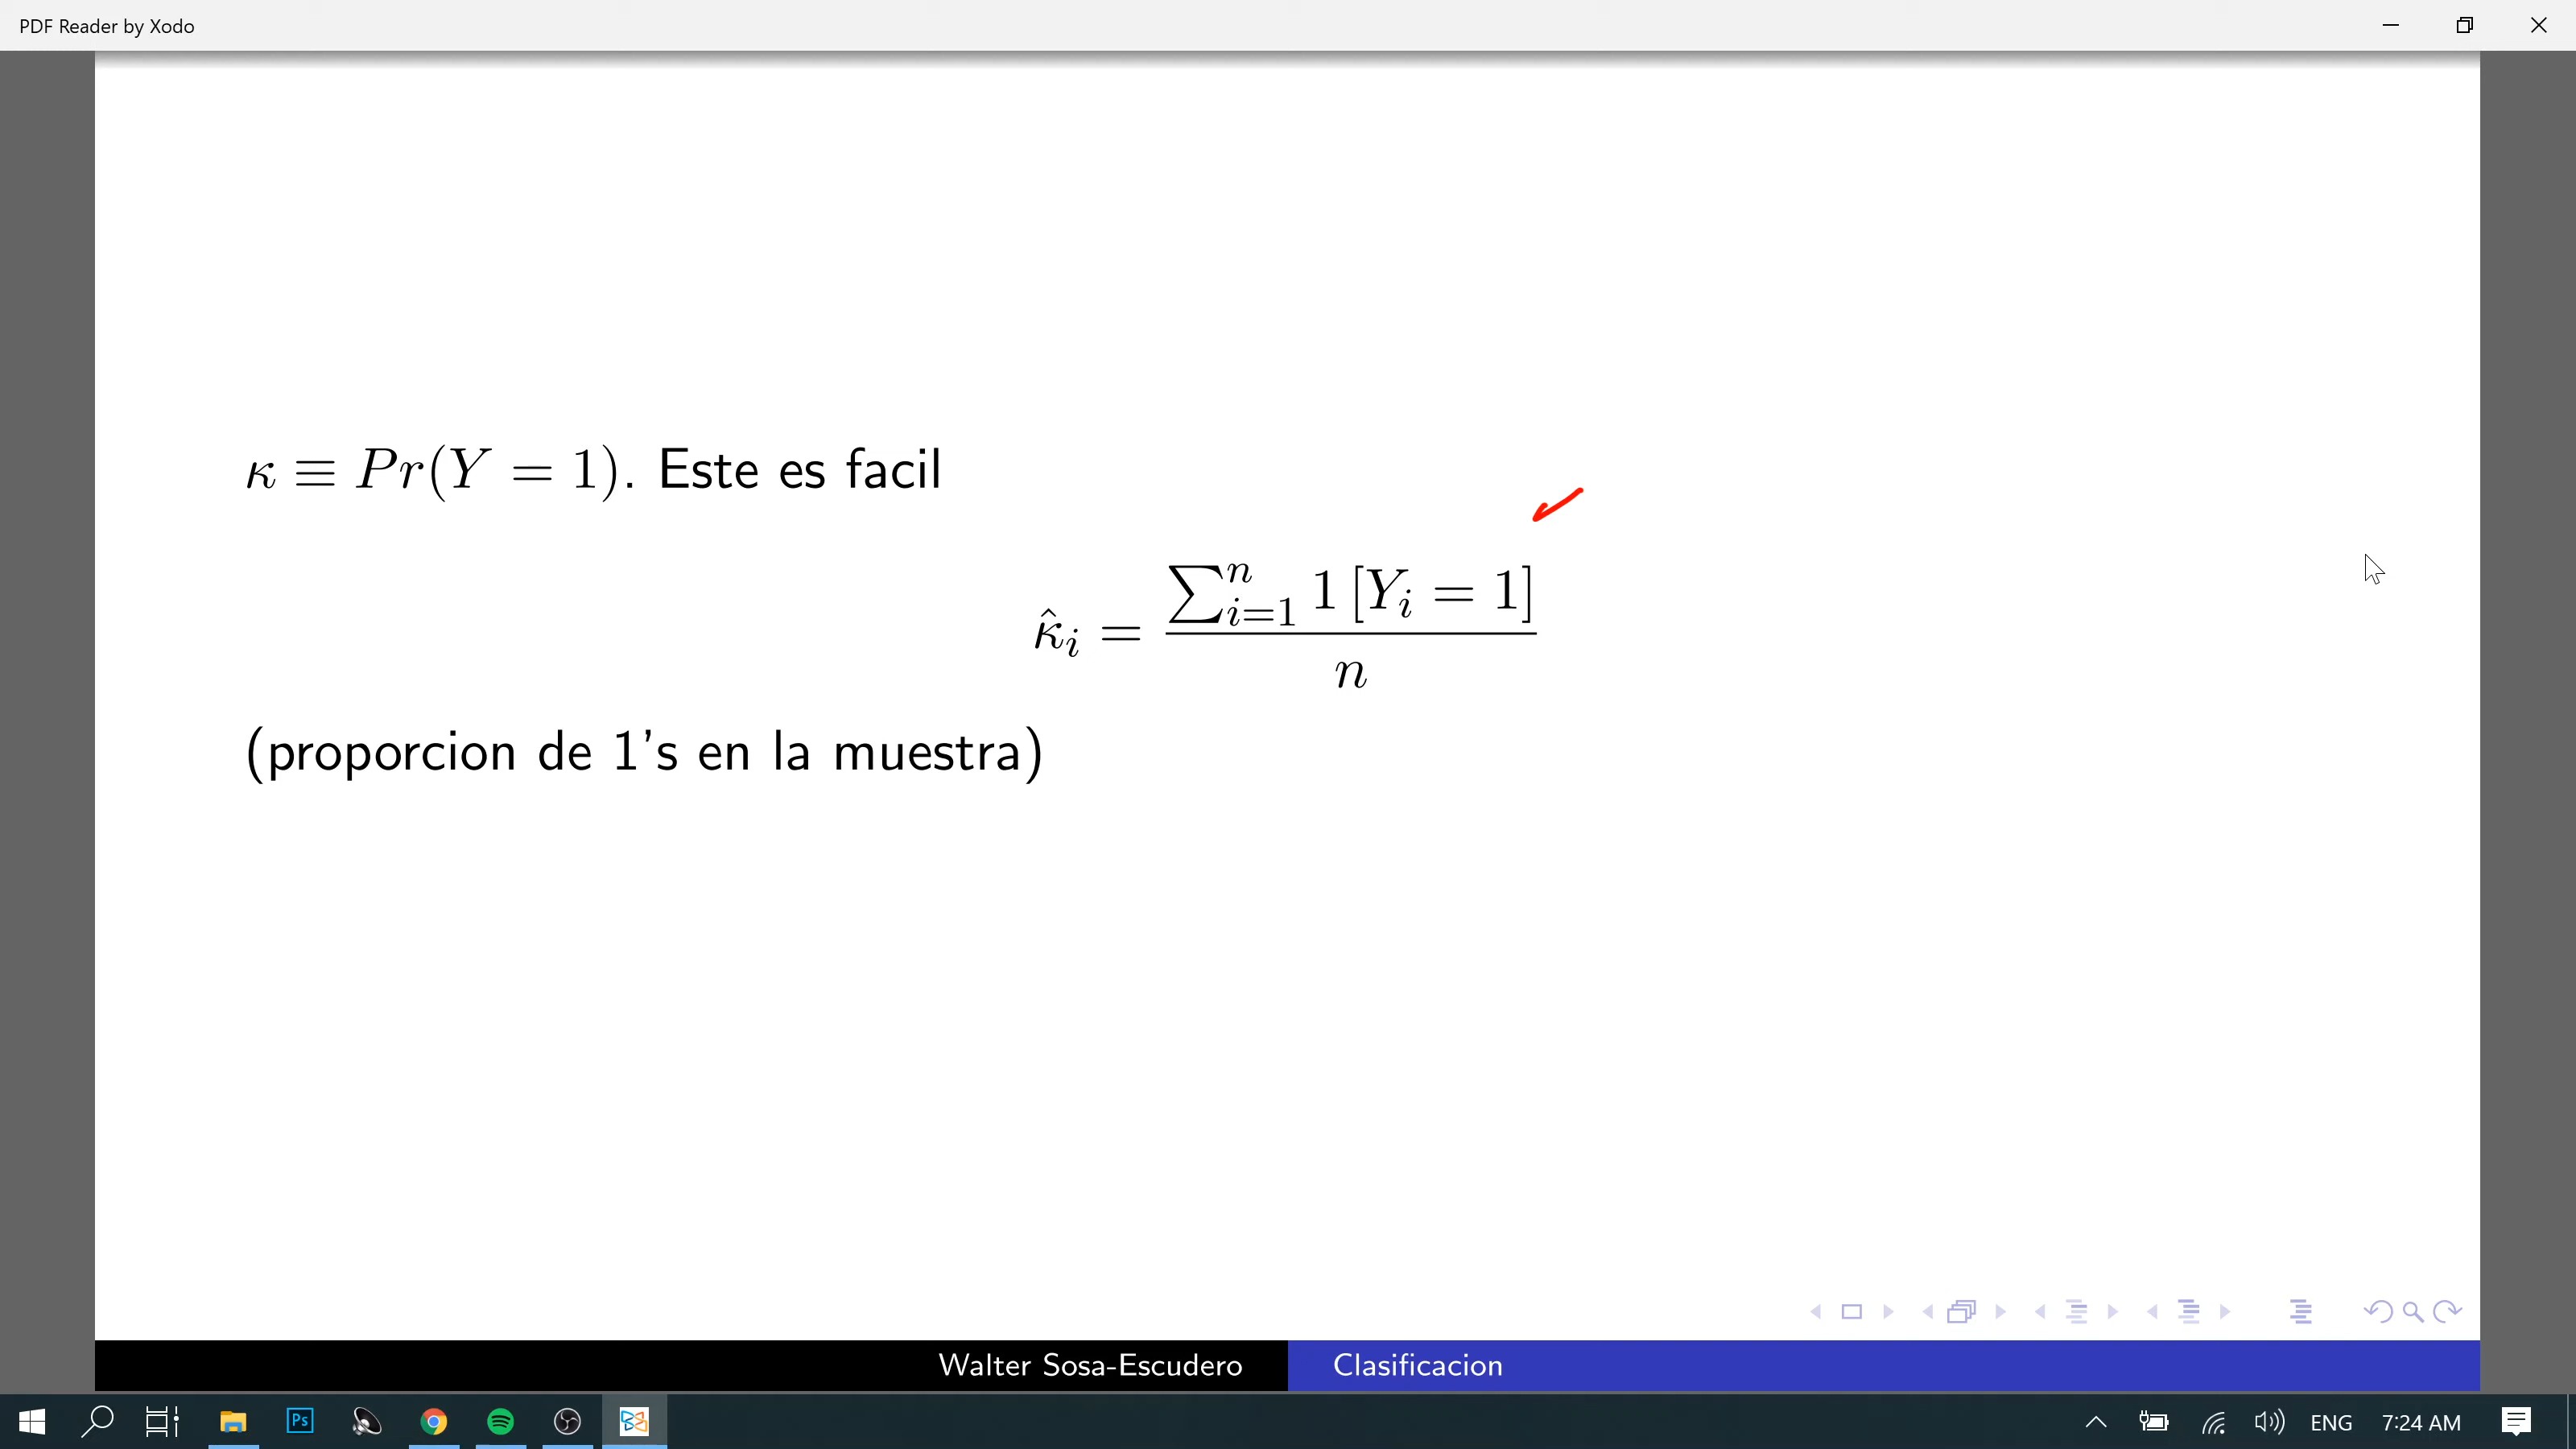 PDF Reader by Xodo
κ ≡ Pr(Y = 1). Este es facil
κ̂ᵢ = ∑ⁿᵢ₌₁ 1 [Yᵢ = 1] / n
(proporcion de 1's en la muestra)
Walter Sosa-Escudero Clasificacion
Ps ENG 7:24 AM